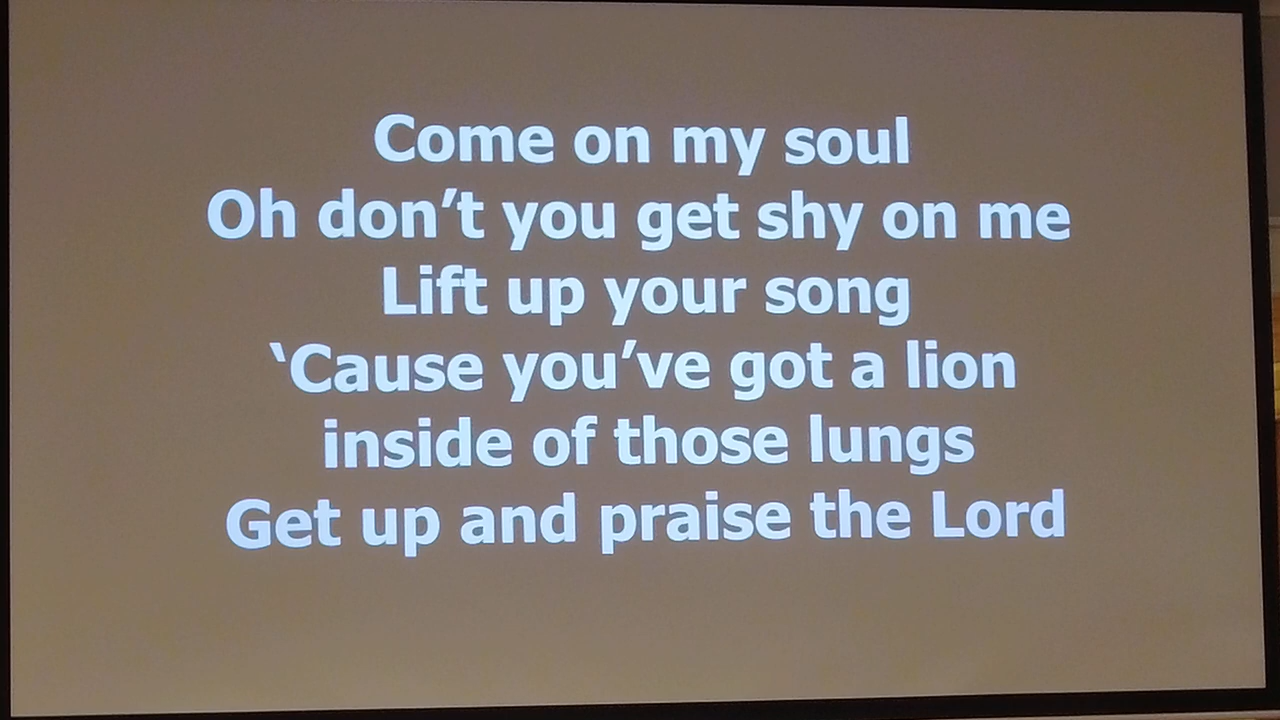 Come on my soul
Oh don’t you get shy on me
Lift up your song
‘Cause you’ve got a lion
inside of those lungs
Get up and praise the Lord